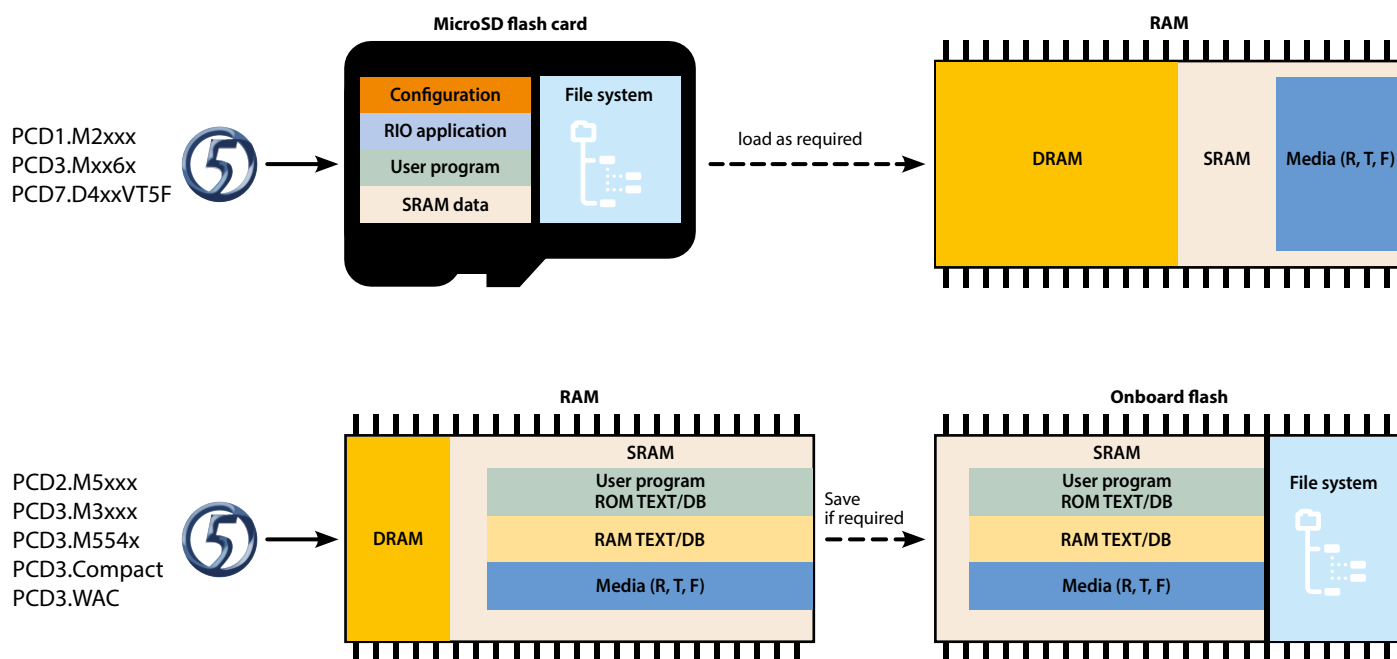 MicroSD flash card
RAM
Configuration
File system
RIO application
User program
SRAM data
PCD1.M2xxx
PCD3.Mxx6x
PCD7.D4xxVT5F
5
load as required
DRAM
SRAM
Media (R, T, F)
RAM
Onboard flash
PCD2.M5xxx
PCD3.M3xxx
PCD3.M554x
PCD3.Compact
PCD3.WAC
5
DRAM
SRAM
User program
ROM TEXT/DB
RAM TEXT/DB
Media (R, T, F)
Save
if required
SRAM
User program
ROM TEXT/DB
RAM TEXT/DB
Media (R, T, F)
File system